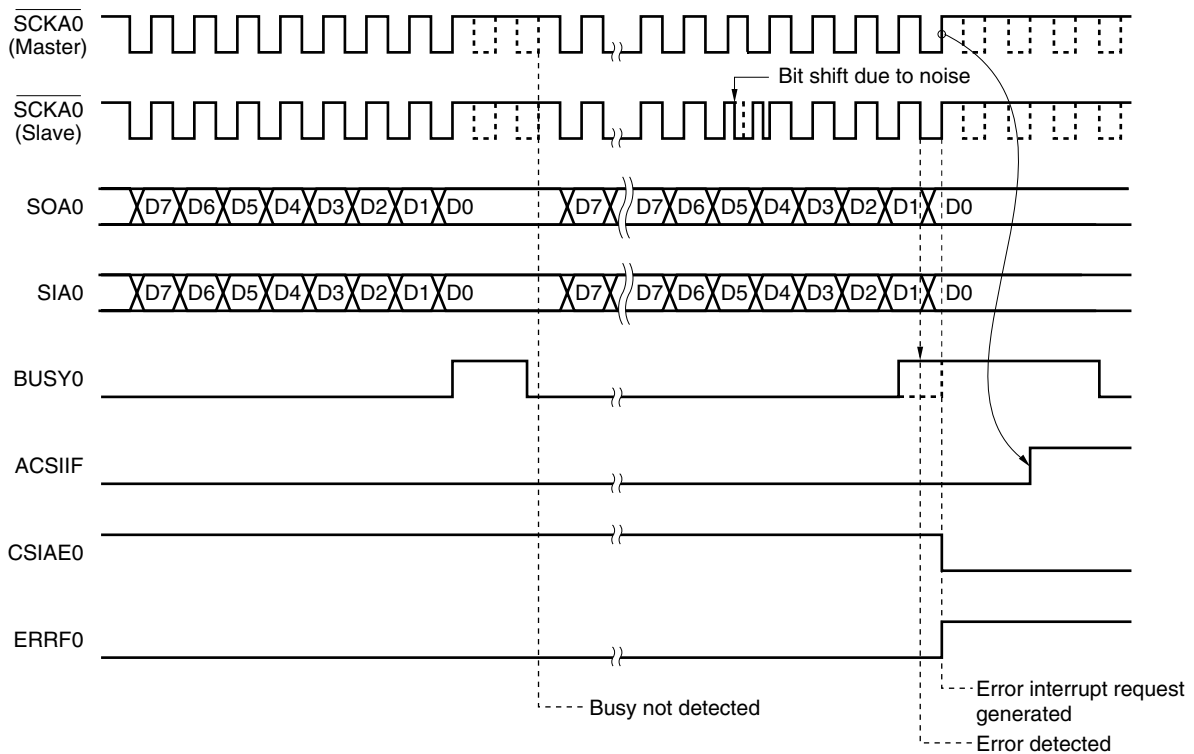 SCKA0
(Master)
Bit shift due to noise
SCKA0
(Slave)
SOA0 D7 D6 D5 D4 D3 D2 D1 D0 D7 D7 D6 D5 D4 D3 D2 D1 D0
SIA0 D7 D6 D5 D4 D3 D2 D1 D0 D7 D7 D6 D5 D4 D3 D2 D1 D0
BUSY0
ACSIIF
CSIAE0
ERRF0
Busy not detected
Error interrupt request
generated
Error detected